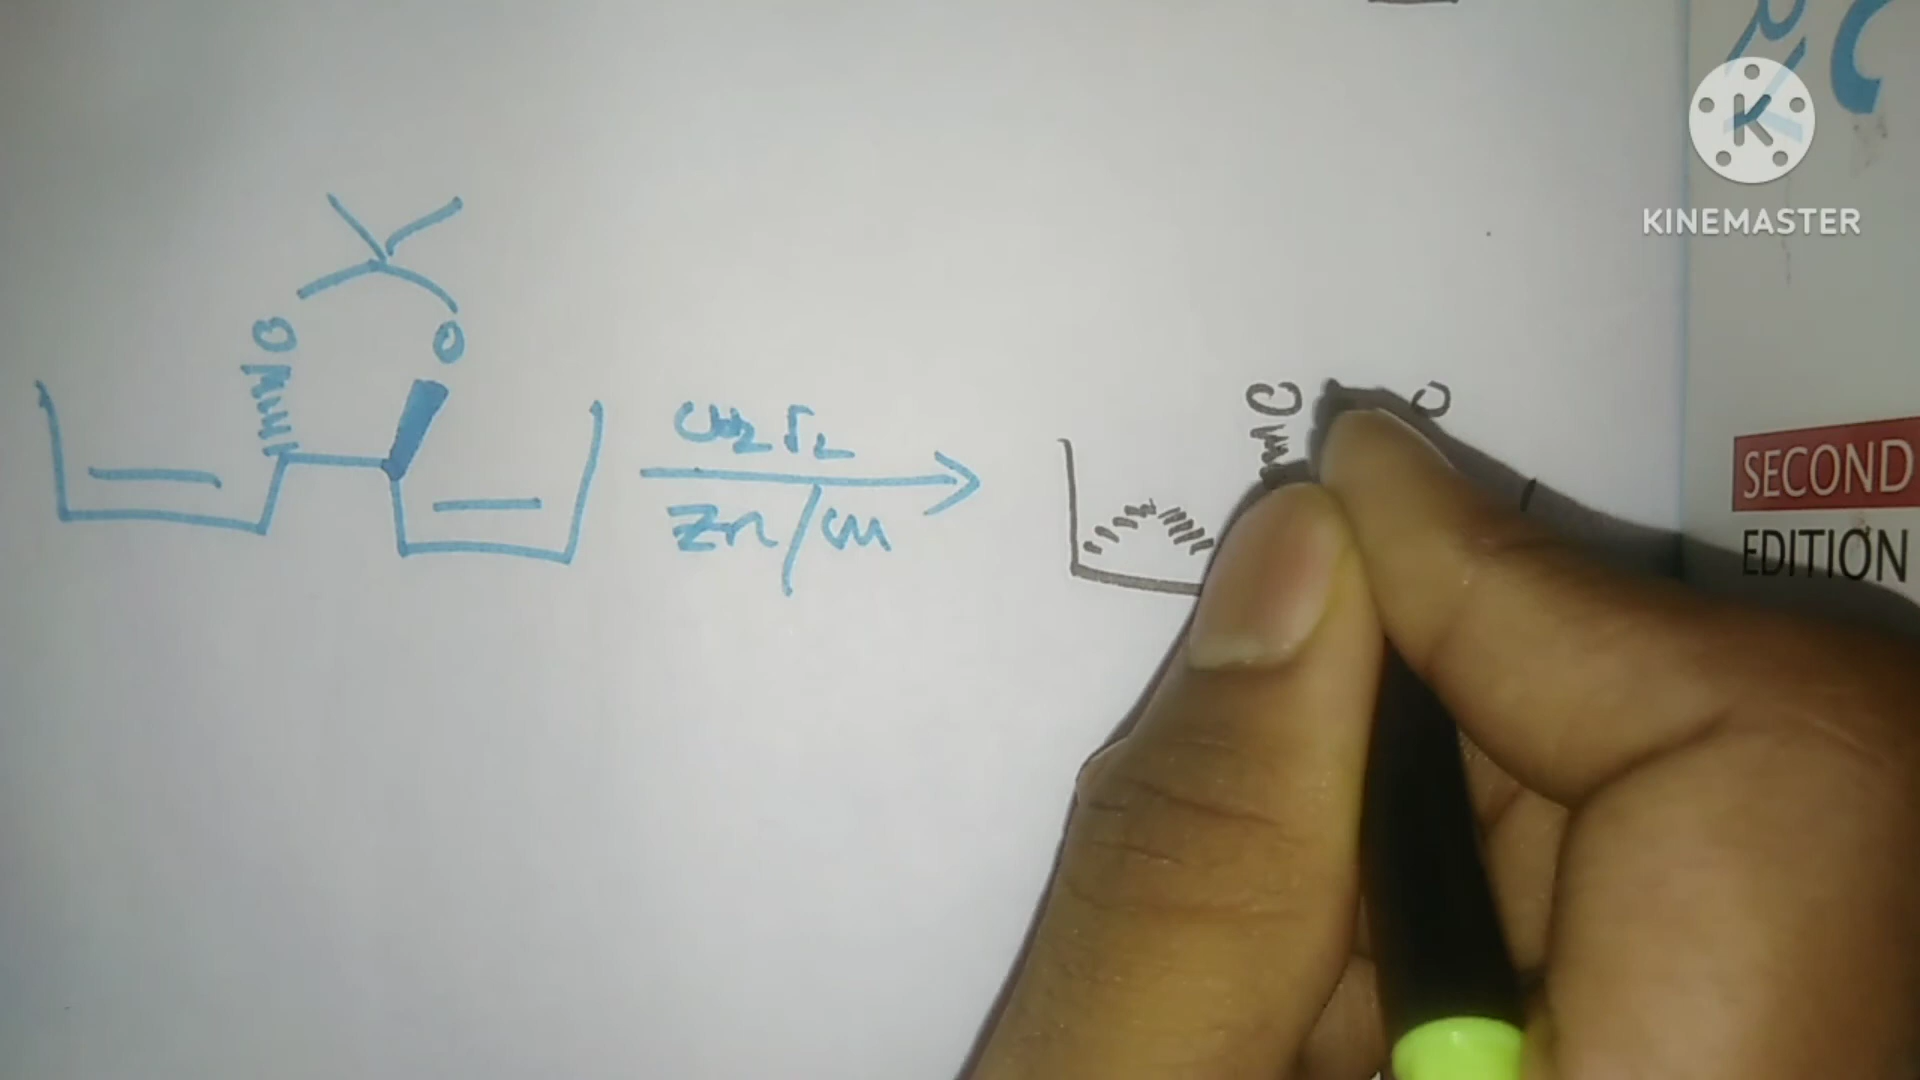 O
O
CH2I2
Zn/Cu
O
O
KINEMASTER
SECOND
EDITION